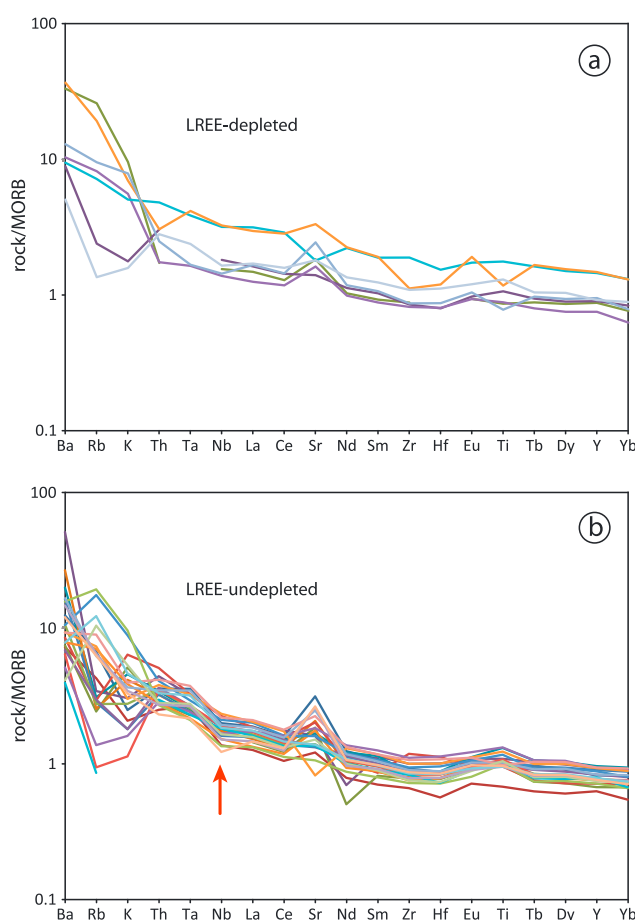 100
a
LREE-depleted
10
rock/MORB
1
0.1
Ba Rb K Th Ta Nb La Ce Sr Nd Sm Zr Hf Eu Ti Tb Dy Y Yb
100
b
LREE-undepleted
10
rock/MORB
1
0.1
Ba Rb K Th Ta Nb La Ce Sr Nd Sm Zr Hf Eu Ti Tb Dy Y Yb